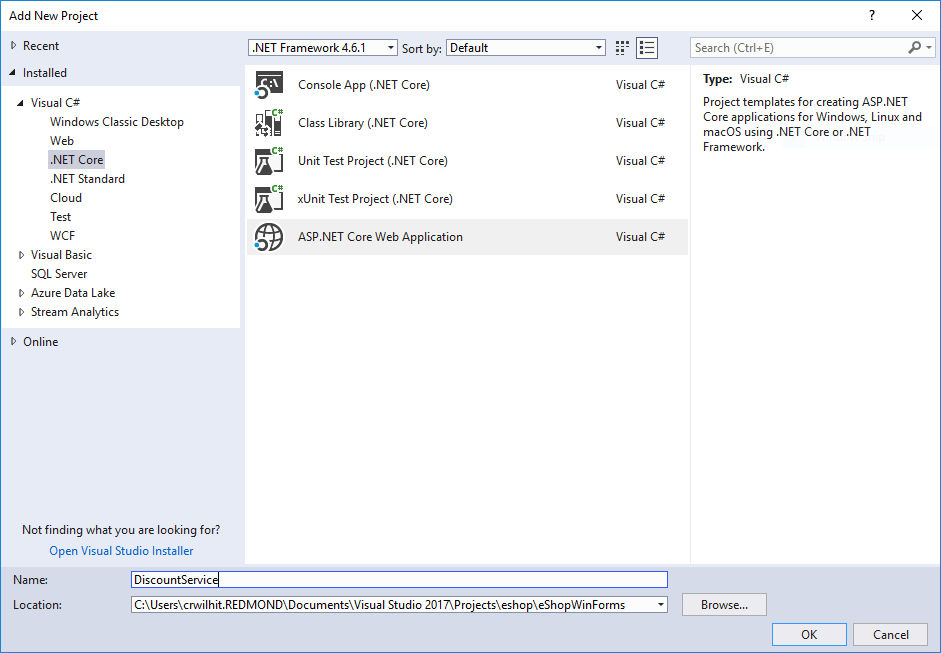 Add New Project
?
Recent
.NET Framework 4.6.1
Sort by:
Default
Search (Ctrl+E)
Installed
Visual C#
Windows Classic Desktop
Web
.NET Core
.NET Standard
Cloud
Test
WCF
Visual Basic
SQL Server
Azure Data Lake
Stream Analytics
Online
Not finding what you are looking for?
Open Visual Studio Installer
Console App (.NET Core) Visual C#
C# Class Library (.NET Core) Visual C#
C# Unit Test Project (.NET Core) Visual C#
C# xUnit Test Project (.NET Core) Visual C#
ASP.NET Core Web Application Visual C#
Type: Visual C#
Project templates for creating ASP.NET
Core applications for Windows, Linux and
macOS using .NET Core or .NET
Framework.
Name: DiscountService
Location: C:\Users\crwilhit.REDMOND\Documents\Visual Studio 2017\Projects\eshop\eShopWinForms
Browse...
OK
Cancel